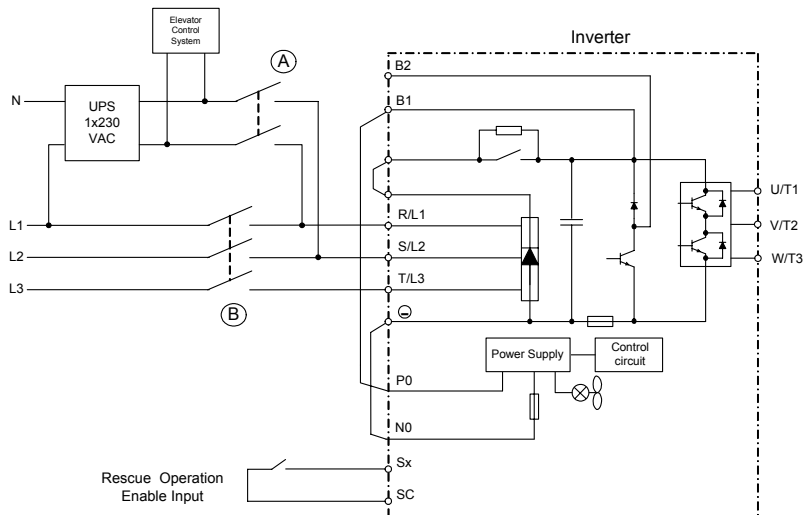 Elevator
Control
System
Inverter
A
B2
N
UPS
1x230
VAC
B1
U/T1
L1
R/L1
V/T2
L2
S/L2
W/T3
L3
T/L3
B
Power Supply
Control
circuit
P0
N0
Sx
Rescue Operation
Enable Input
SC